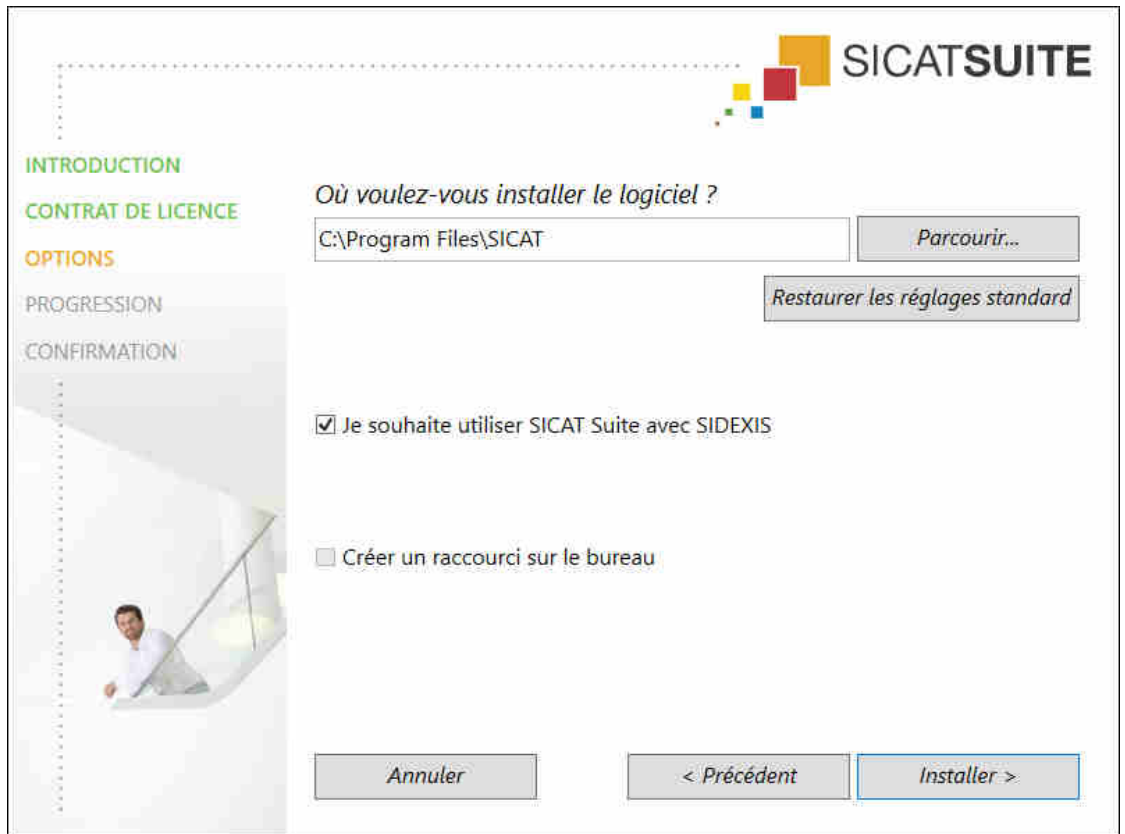 SICATSUITE
INTRODUCTION
CONTRAT DE LICENCE
OPTIONS
PROGRESSION
CONFIRMATION
Où voulez-vous installer le logiciel ?
C:\Program Files\SICAT
Parcourir...
Restaurer les réglages standard
Je souhaite utiliser SICAT Suite avec SIDEXIS
Créer un raccourci sur le bureau
Annuler
< Précédent
Installer >